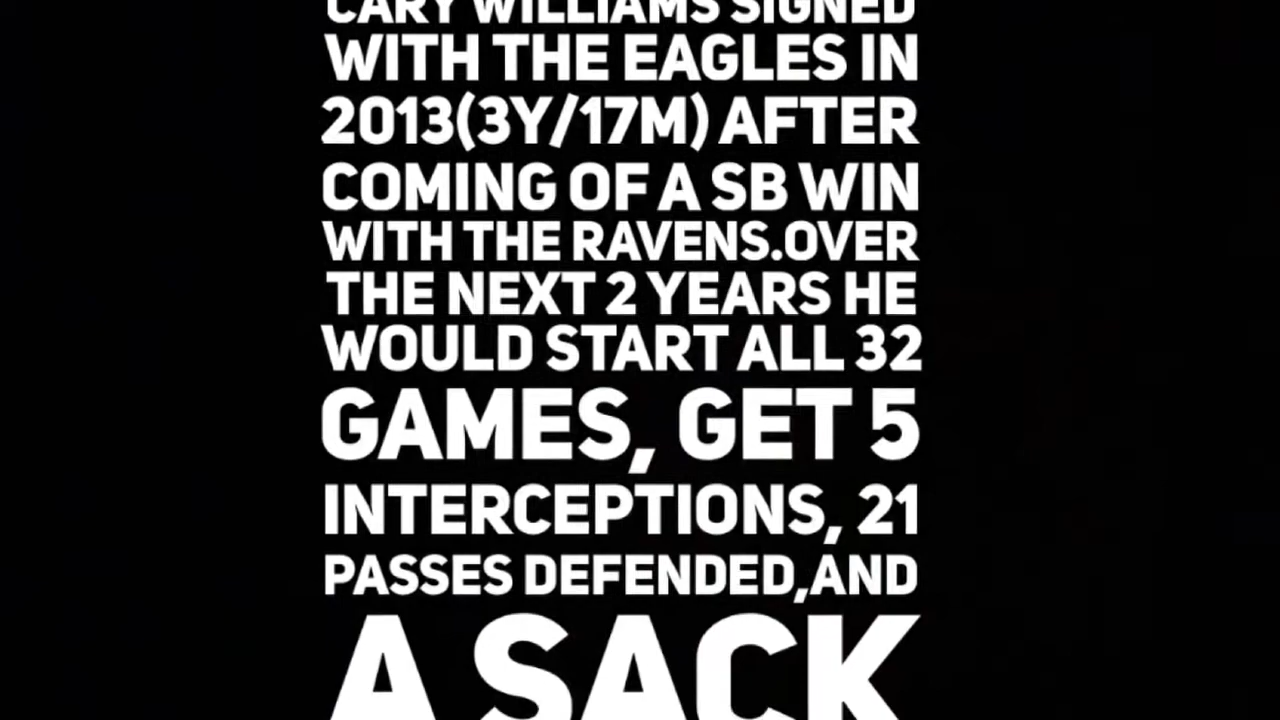 CARY WILLIAMS SIGNED
WITH THE EAGLES IN
2013(3Y/17M) AFTER
COMING OF A SB WIN
WITH THE RAVENS.OVER
THE NEXT 2 YEARS HE
WOULD START ALL 32
GAMES, GET 5
INTERCEPTIONS, 21
PASSES DEFENDED,AND
A SACK